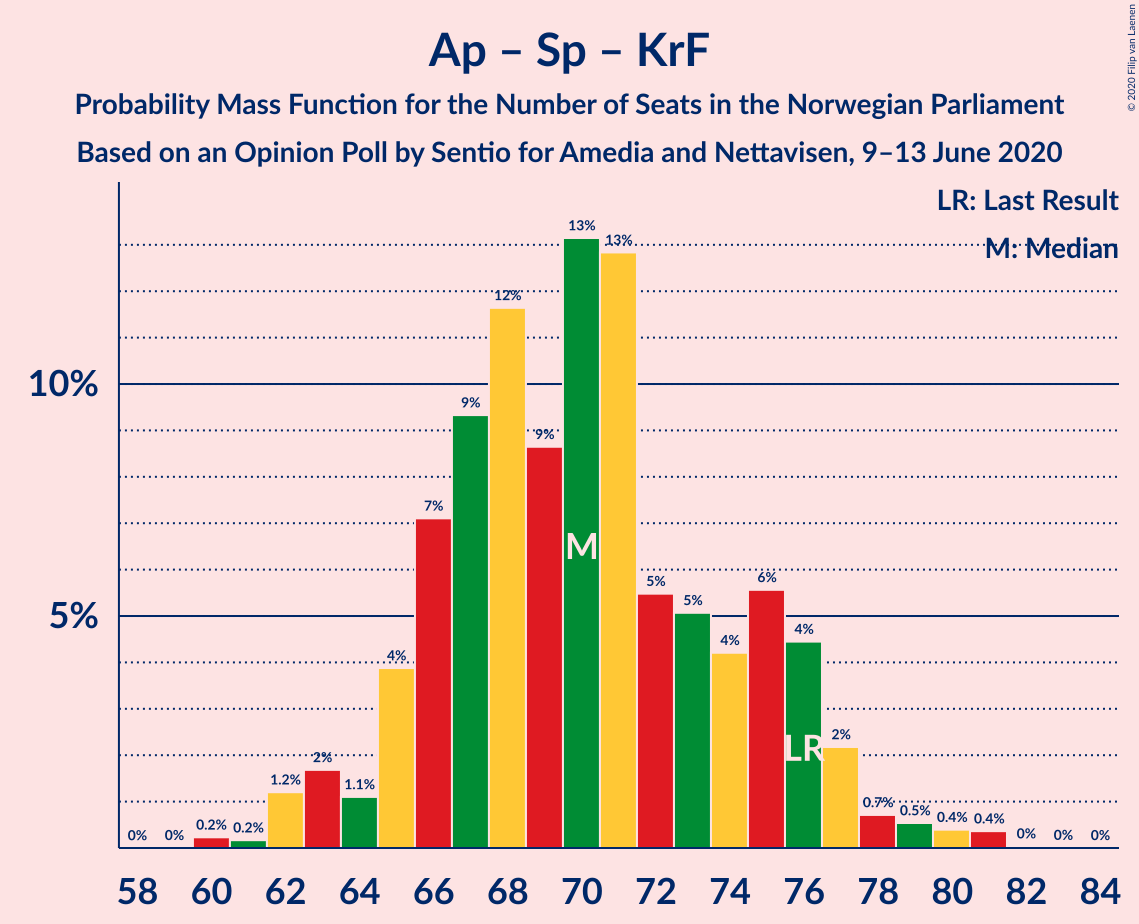 © 2020 Filip van Laenen
Ap – Sp – KrF
Probability Mass Function for the Number of Seats in the Norwegian Parliament
Based on an Opinion Poll by Sentio for Amedia and Nettavisen, 9–13 June 2020
LR: Last Result
M: Median
10%
5%
0% 0% 0.2% 0.2% 1.2% 2% 1.1% 4% 7% 9% 12% 9% 13% 13% 5% 5% 4% 6% 4% 2% 0.7% 0.5% 0.4% 0.4% 0% 0% 0%
M
LR
58 60 62 64 66 68 70 72 74 76 78 80 82 84